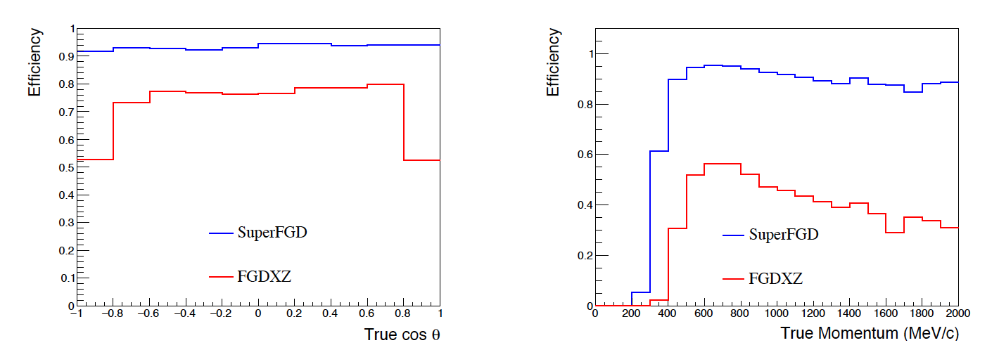 Efficiency
1
0.9
0.8
0.7
0.6
0.5
0.4
0.3
0.2
0.1
0
−1 −0.8 −0.6 −0.4 −0.2 0 0.2 0.4 0.6 0.8 1
True cos θ
SuperFGD
FGDXZ
Efficiency
1
0.8
0.6
0.4
0.2
0
0 200 400 600 800 1000 1200 1400 1600 1800 2000
True Momentum (MeV/c)
SuperFGD
FGDXZ